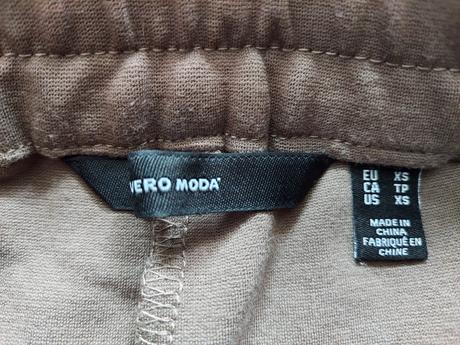 VERO MODA
EU XS
CA TP
US XS
MADE IN
CHINA
FABRIQUÉ EN
CHINE